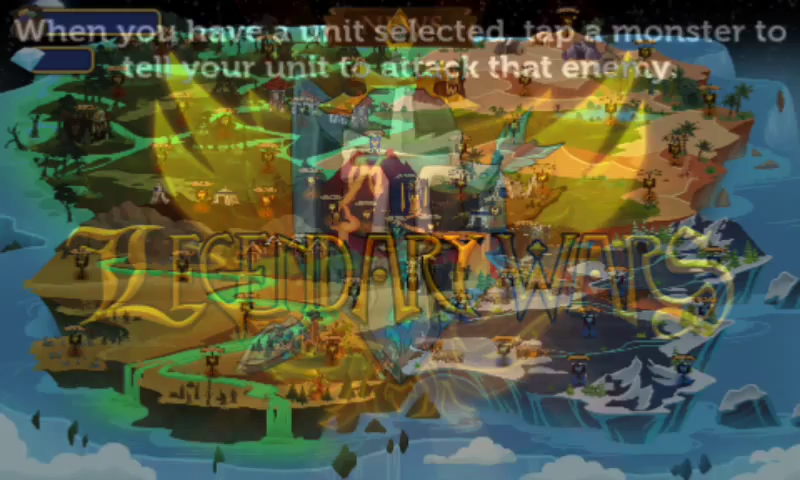 When you have a unit selected, tap a monster to
tell your unit to attack that enemy.
LEGENDARY WARS